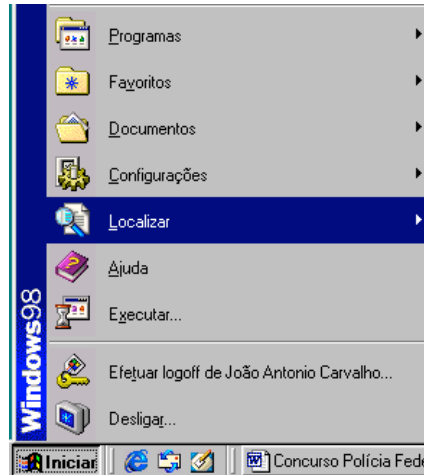 Programas
Favoritos
Documentos
Configurações
Localizar
Ajuda
Executar...
Efetuar logoff de João Antonio Carvalho...
Desligar...
Windows98
Iniciar
Concurso Polícia Fede